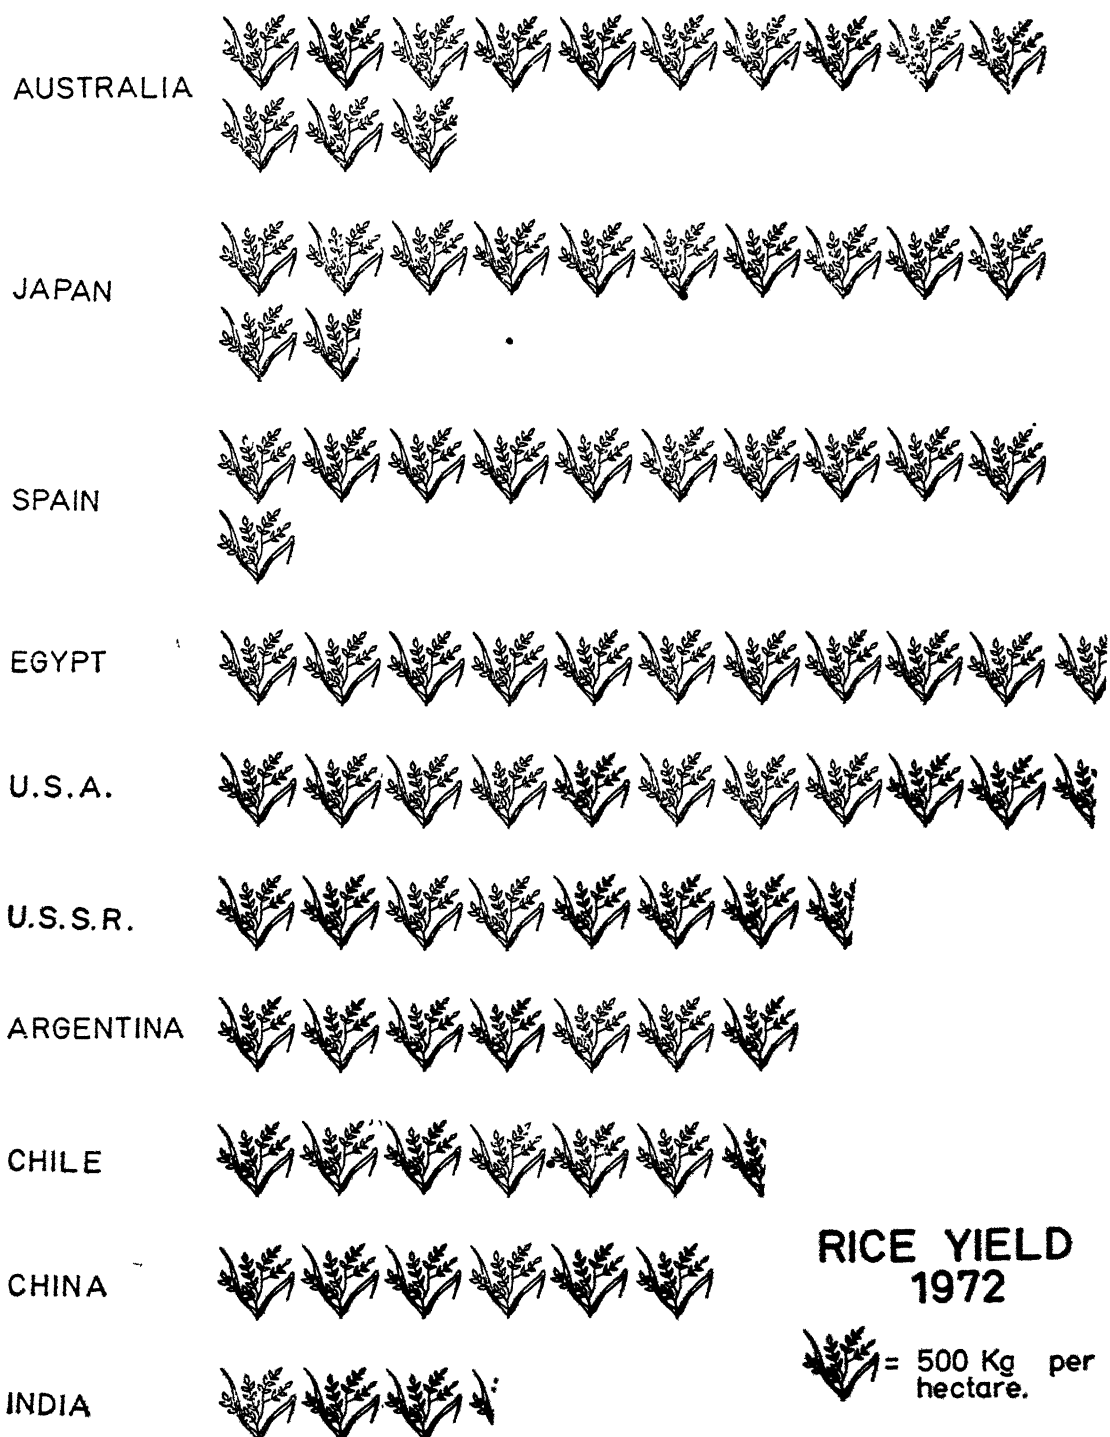 AUSTRALIA
JAPAN
SPAIN
EGYPT
U.S.A.
U.S.S.R.
ARGENTINA
CHILE
CHINA
INDIA
RICE YIELD
1972
= 500 Kg per
hectare.